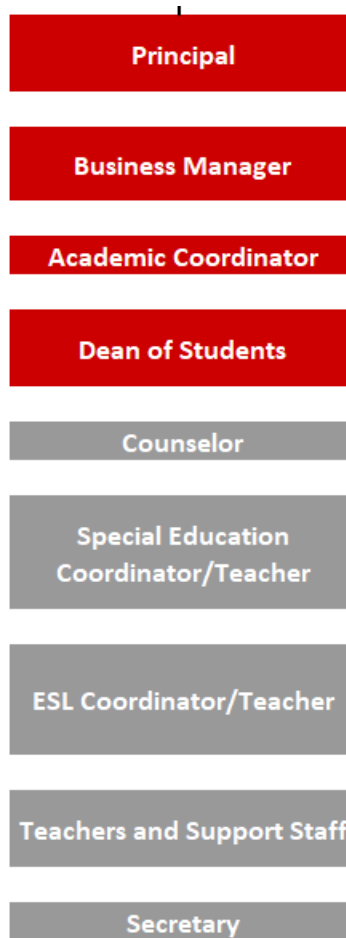 Principal
Business Manager
Academic Coordinator
Dean of Students
Counselor
Special Education
Coordinator/Teacher
ESL Coordinator/Teacher
Teachers and Support Staff
Secretary